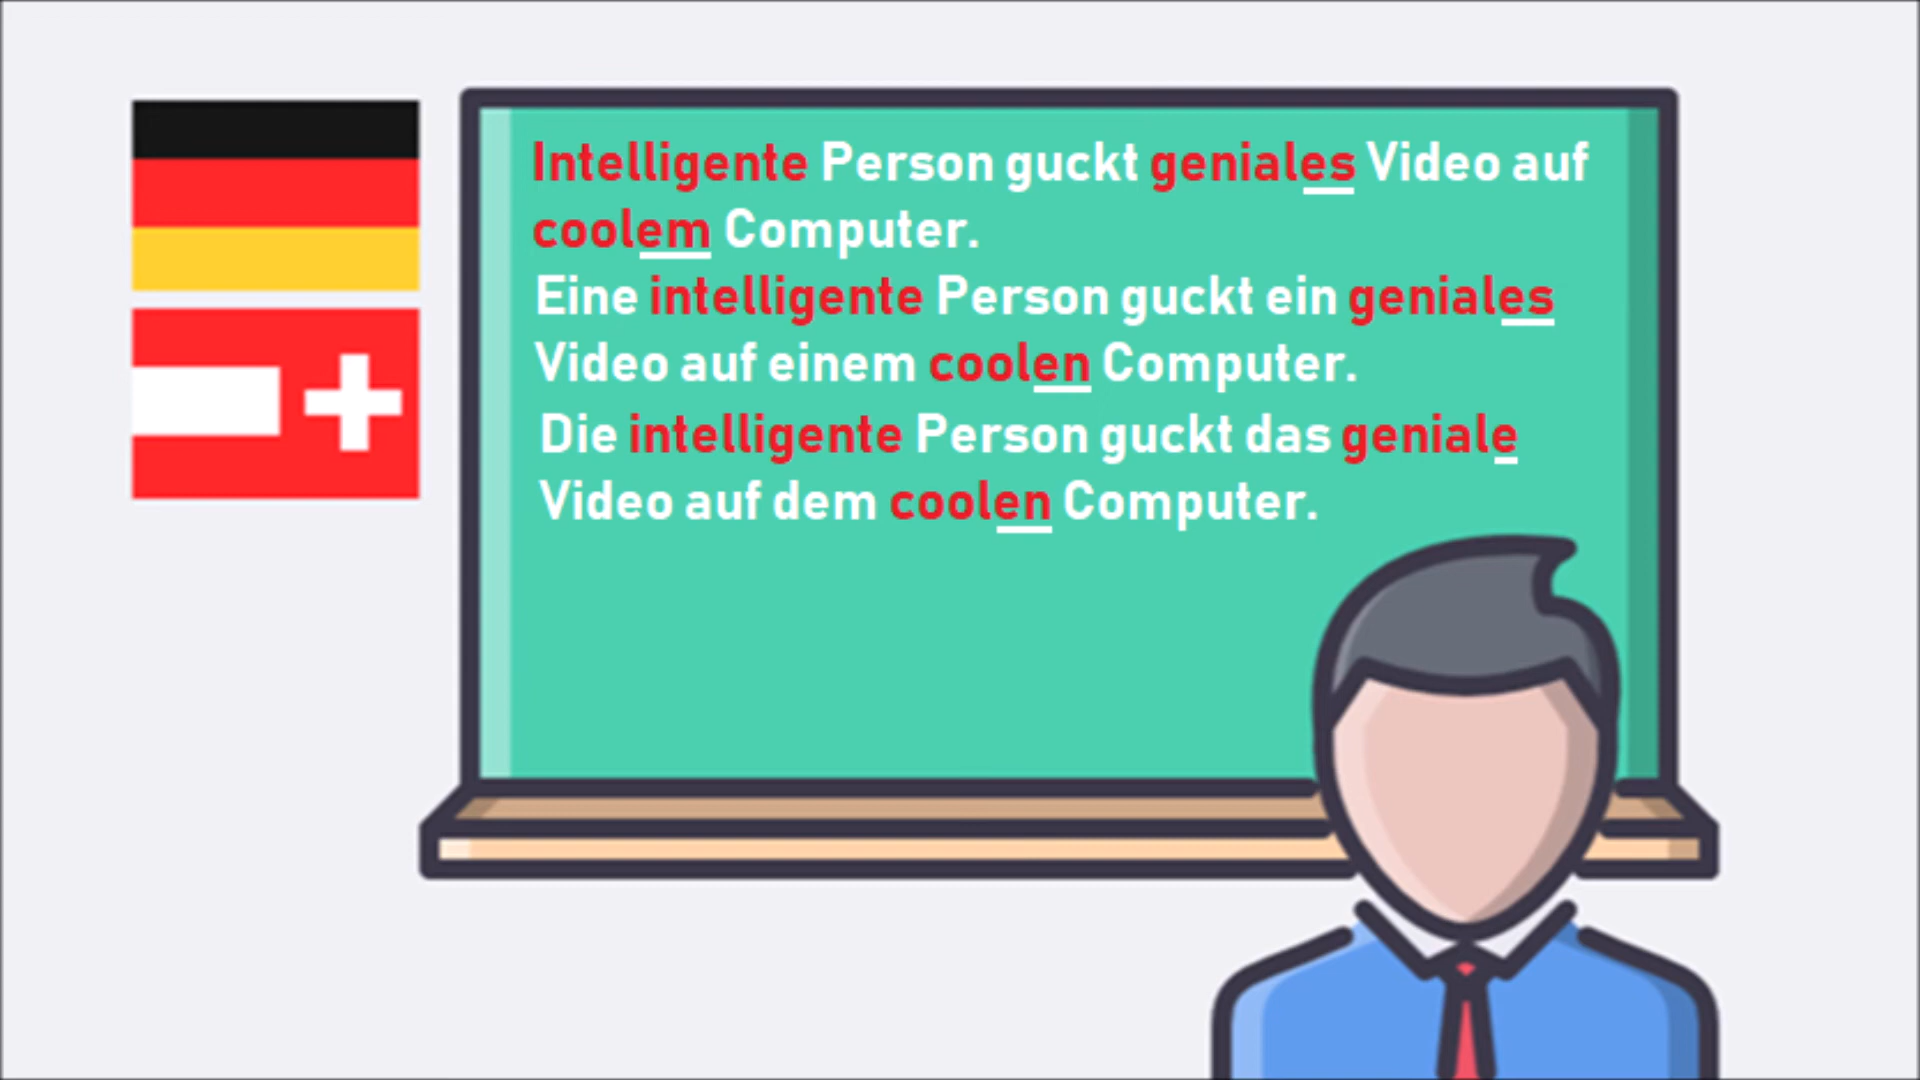 Intelligente Person guckt geniales Video auf
coolem Computer.
Eine intelligente Person guckt ein geniales
Video auf einem coolen Computer.
Die intelligente Person guckt das geniale
Video auf dem coolen Computer.